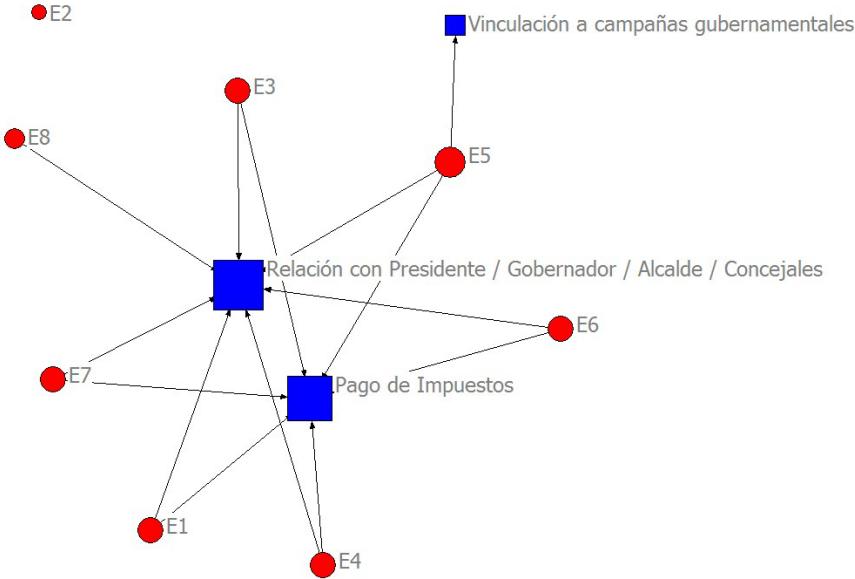 E2
Vinculación a campañas gubernamentales
E3
E8
E5
Relación con Presidente / Gobernador / Alcalde / Concejales
E6
E7
Pago de Impuestos
E1
E4